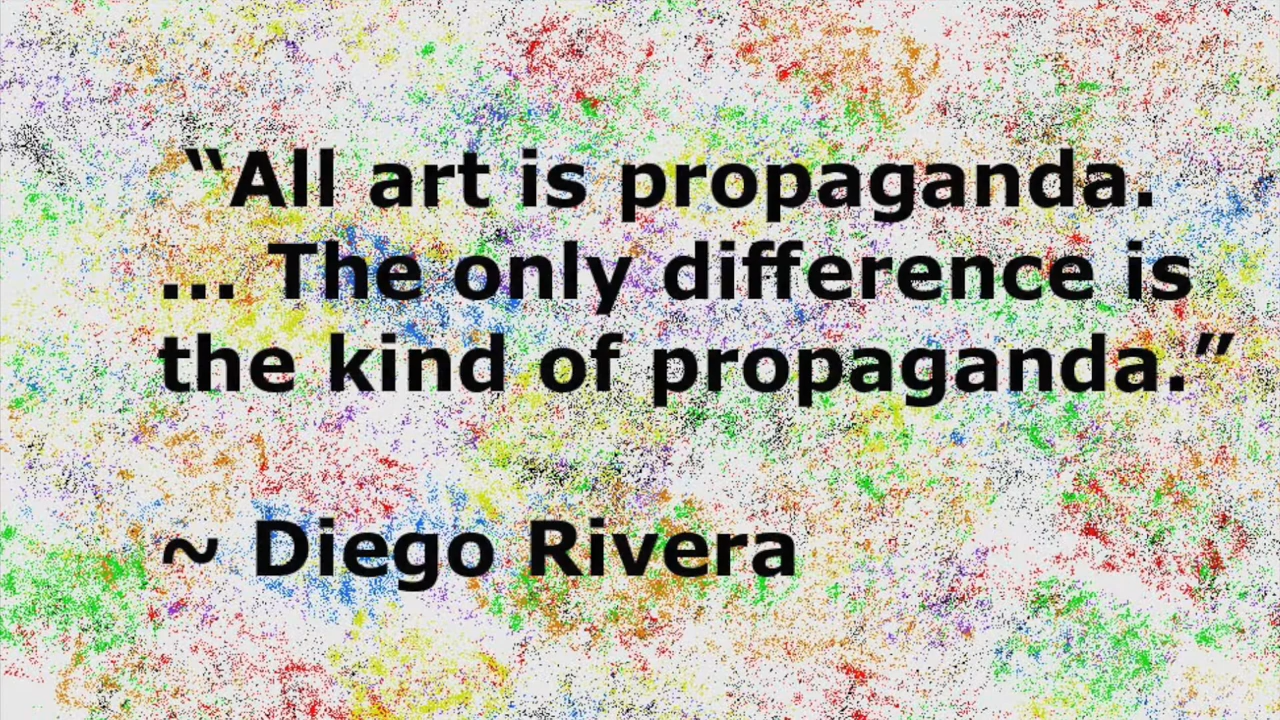 “All art is propaganda.
... The only difference is
the kind of propaganda.”
~ Diego Rivera